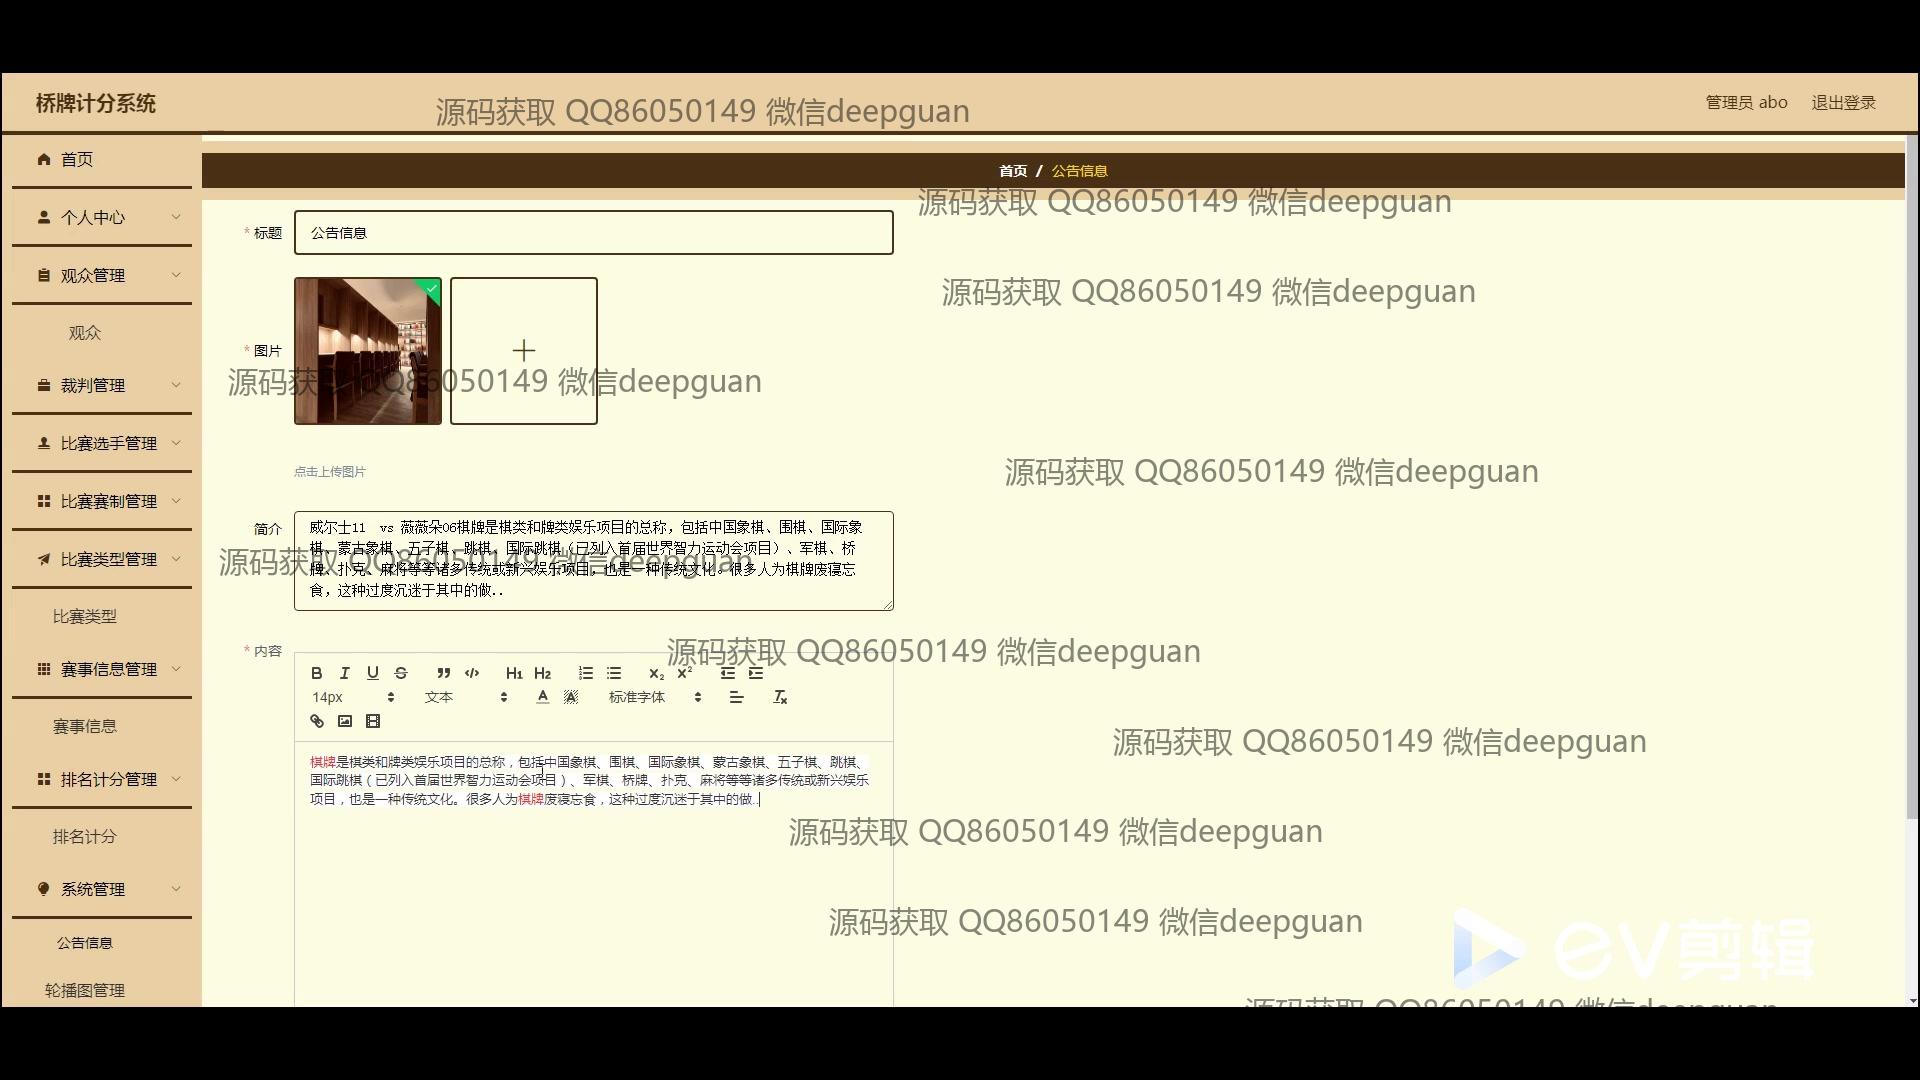 桥牌计分系统
源码获取 QQ86050149 微信deepguan
管理员 abo
退出登录
首页
首页 / 公告信息
源码获取 QQ86050149 微信deepguan
个人中心
* 标题
公告信息
观众管理
源码获取 QQ86050149 微信deepguan
观众
* 图片
裁判管理
源码获取 QQ86050149 微信deepguan
比赛选手管理
点击上传图片
源码获取 QQ86050149 微信deepguan
比赛赛制管理
简介
威尔士11 vs 薇薇朵06棋牌是棋类和牌类娱乐项目的总称，包括中国象棋、围棋、国际象
棋、蒙古象棋、五子棋、跳棋、国际跳棋（已列入首届世界智力运动会项目）、军棋、桥
牌、扑克、麻将等等诸多传统或新兴娱乐项目，也是一种传统文化。很多人为棋牌废寝忘
食，这种过度沉迷于其中的做..
源码获取 QQ86050149 微信deepguan
比赛类型管理
比赛类型
* 内容
源码获取 QQ86050149 微信deepguan
赛事信息管理
B I U S H1 H2 X2 X2
14px 文本 A A 标准字体 Tx
赛事信息
源码获取 QQ86050149 微信deepguan
棋牌是棋类和牌类娱乐项目的总称，包括中国象棋、围棋、国际象棋、蒙古象棋、五子棋、跳棋、
国际跳棋（已列入首届世界智力运动会项目）、军棋、桥牌、扑克、麻将等等诸多传统或新兴娱乐
项目，也是一种传统文化。很多人为棋牌废寝忘食，这种过度沉迷于其中的做..
排名计分管理
排名计分
源码获取 QQ86050149 微信deepguan
系统管理
源码获取 QQ86050149 微信deepguan
公告信息
EV剪辑
轮播图管理
源码获取 QQ86050149 微信deepguan